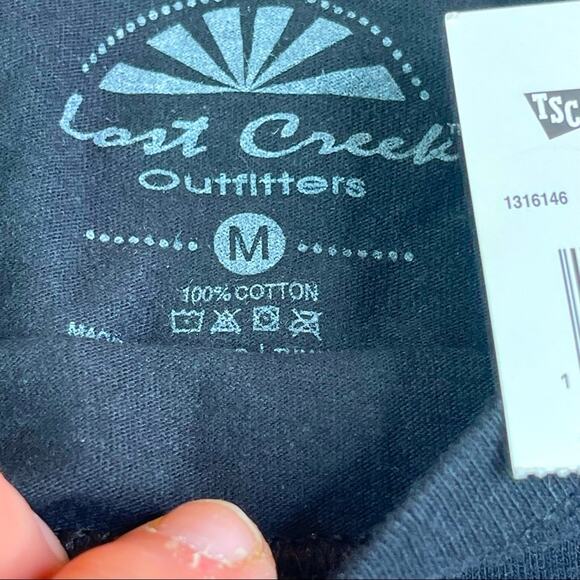 Lost Creek
Outfitters
M
100% COTTON
TSC
1316146
1